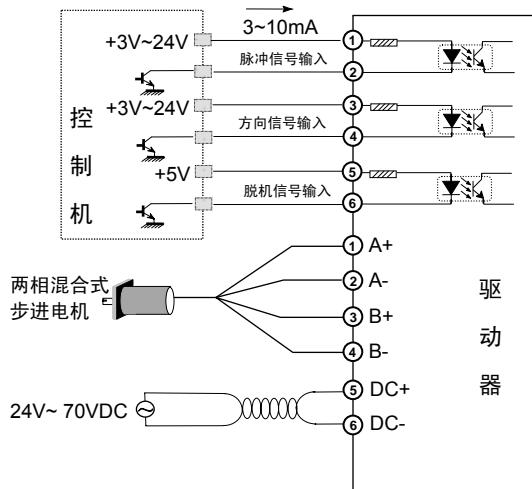 3~10mA
+3V~24V
①
脉冲信号输入
②
+3V~24V
③
方向信号输入
④
控制机
+5V
⑤
脱机信号输入
⑥
两相混合式
步进电机
① A+
② A-
③ B+
④ B-
驱动器
24V~ 70VDC
⑤ DC+
⑥ DC-